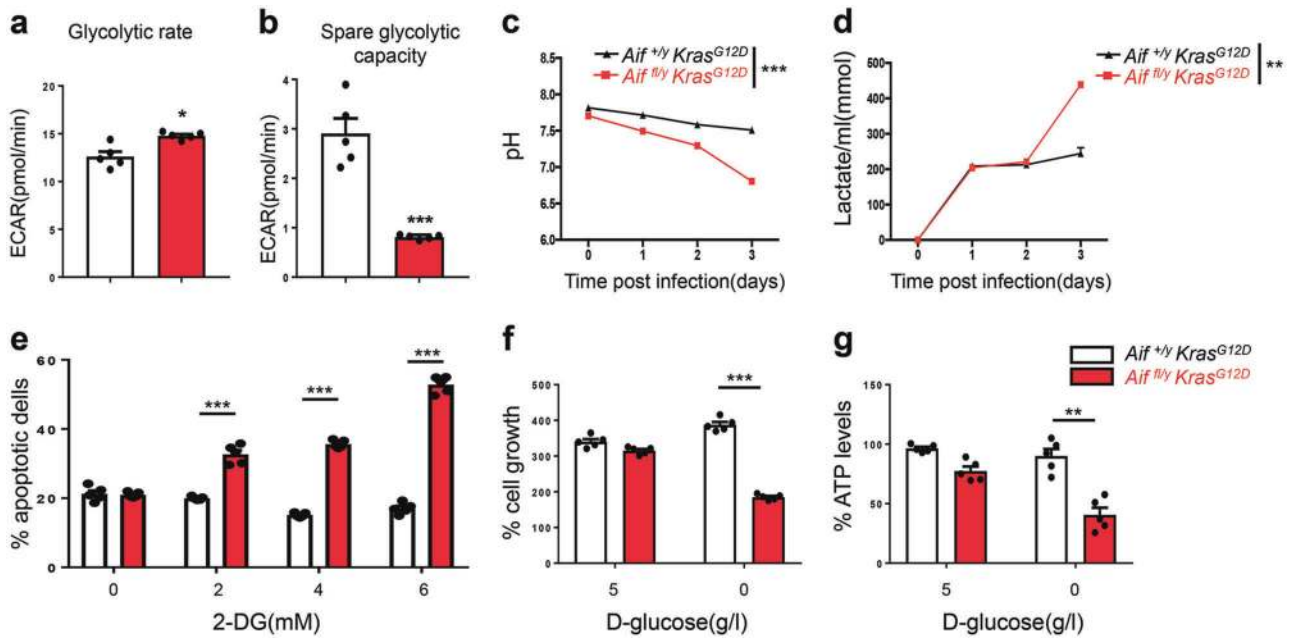 a
Glycolytic rate
ECAR(pmol/min)
20
15
10
5
0
*
b
Spare glycolytic
capacity
ECAR(pmol/min)
4
3
2
1
0
***
c
Aif +/y KrasG12D
Aif fl/y KrasG12D
***
pH
8.0
7.5
7.0
6.5
6.0
0 1 2 3
Time post infection(days)
d
Aif +/y KrasG12D
Aif fl/y KrasG12D
**
Lactate/ml(mmol)
500
400
300
200
100
0
0 1 2 3
Time post infection(days)
e
% apoptotic dells
60
40
20
0
*** *** ***
0 2 4 6
2-DG(mM)
f
% cell growth
500
400
300
200
100
0
***
5 0
D-glucose(g/l)
g
Aif +/y KrasG12D
Aif fl/y KrasG12D
% ATP levels
150
100
50
0
**
5 0
D-glucose(g/l)